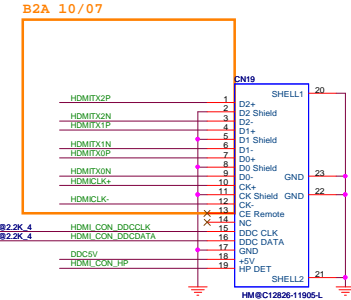 B2A 10/07
CN19
SHELL1 20
HDMITX2P 1 D2+
2 D2 Shield
HDMITX2N 3 D2-
HDMITX1P 4 D1+
5 D1 Shield
HDMITX1N 6 D1-
HDMITX0P 7 D0+
8 D0 Shield GND 23
HDMITX0N 9 D0-
HDMICLK+ 10 CK+
11 CK Shield GND 22
HDMICLK- 12 CK-
13 CE Remote
14 NC
@2.2K_4 HDMI_CON_DDCCLK 15 DDC CLK
@2.2K_4 HDMI_CON_DDCDATA 16 DDC DATA
17 GND
DDC5V 18 +5V
HDMI_CON_HP 19 HP DET
SHELL2 21
HM@C12826-11905-L